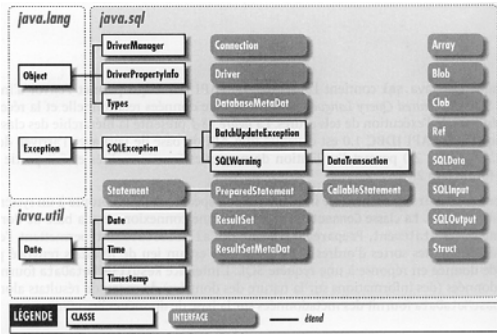 java.lang
java.sql
Object
DriverManager
DriverPropertyInfo
Types
Connection
Driver
DatabaseMetaDat
Array
Blob
Clob
Ref
SQLData
SQLInput
SQLOutput
Struct
Exception
SQLException
BatchUpdateException
SQLWarning
DataTransaction
Statement
PreparedStatement
CallableStatement
java.util
Date
Date
Time
Timestamp
ResultSet
ResultSetMetaDat
LÉGENDE
CLASSE
INTERFACE
étend